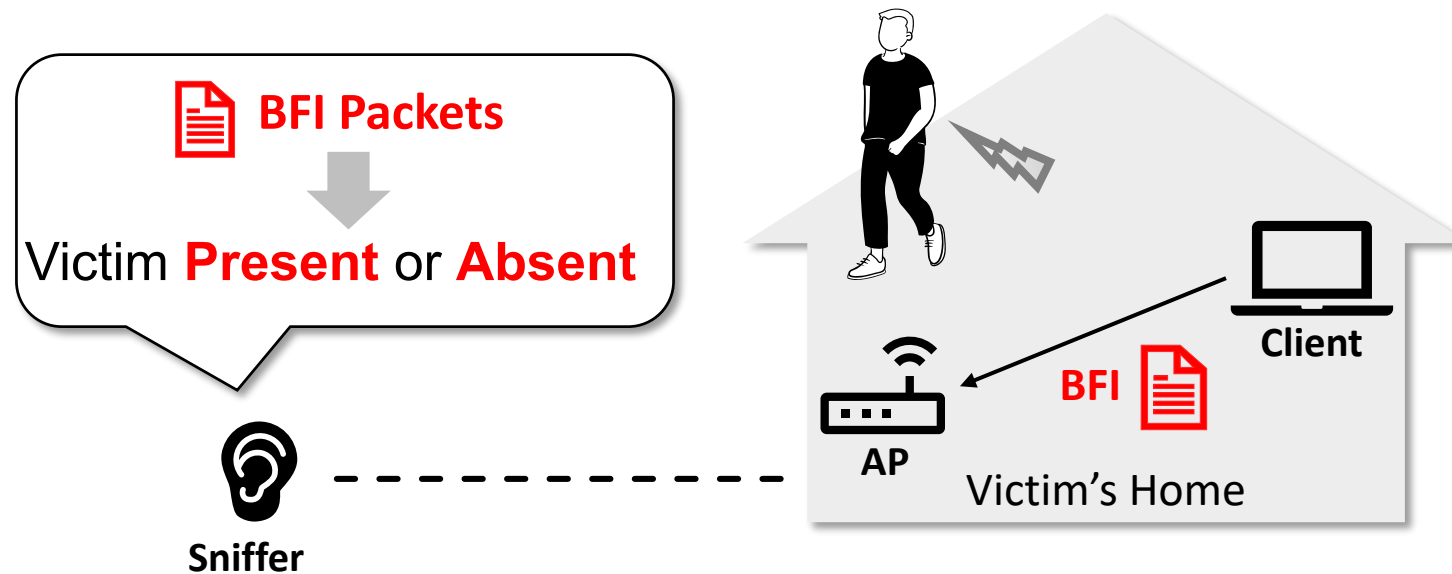 BFI Packets
Victim Present or Absent
Sniffer
Client
BFI
AP
Victim's Home